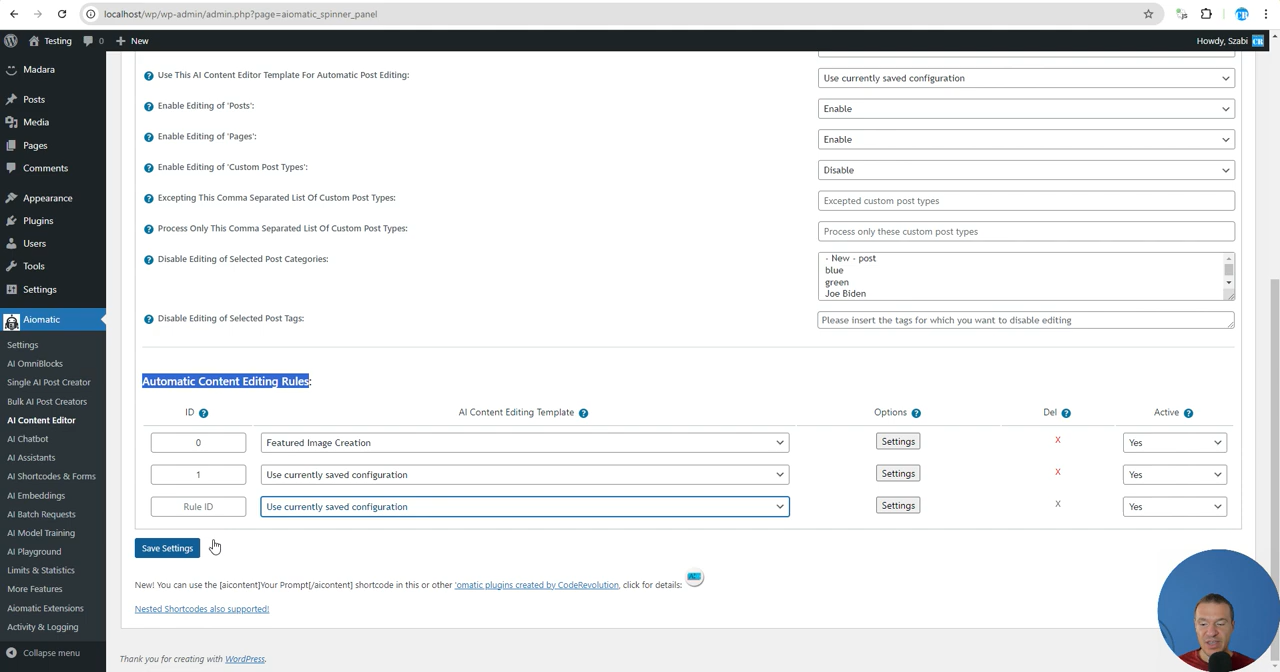 localhost/wp/wp-admin/admin.php?page=aiomatic_spinner_panel
Testing 0 New Howdy, Szabi
Madara
Posts
Media
Pages
Comments
Appearance
Plugins
Users
Tools
Settings
Aiomatic
Settings
AI OmniBlocks
Single AI Post Creator
Bulk AI Post Creators
AI Content Editor
AI Chatbot
AI Assistants
AI Shortcodes & Forms
AI Embeddings
AI Batch Requests
AI Model Training
AI Playground
Limits & Statistics
More Features
Aiomatic Extensions
Activity & Logging
Collapse menu
Use This AI Content Editor Template For Automatic Post Editing: Use currently saved configuration
Enable Editing of 'Posts': Enable
Enable Editing of 'Pages': Enable
Enable Editing of 'Custom Post Types': Disable
Excepting This Comma Separated List Of Custom Post Types: Excepted custom post types
Process Only This Comma Separated List Of Custom Post Types: Process only these custom post types
Disable Editing of Selected Post Categories: - New - post
blue
green
Joe Biden
Disable Editing of Selected Post Tags: Please insert the tags for which you want to disable editing
Automatic Content Editing Rules:
ID AI Content Editing Template Options Del Active
0 Featured Image Creation Settings X Yes
1 Use currently saved configuration Settings X Yes
Rule ID Use currently saved configuration Settings X Yes
Save Settings
New! You can use the [aicontent]Your Prompt[/aicontent] shortcode in this or other 'omatic plugins created by CodeRevolution, click for details:
Nested Shortcodes also supported!
Thank you for creating with WordPress.